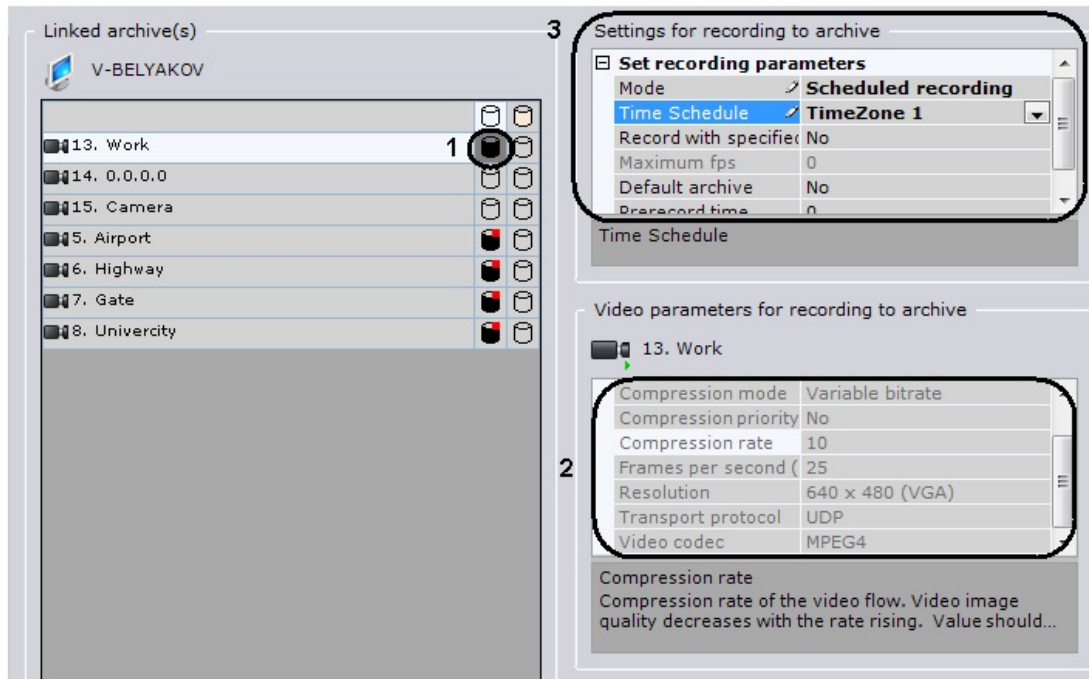 Linked archive(s)
V-BELYAKOV
13. Work
1
14. 0.0.0.0
15. Camera
5. Airport
6. Highway
7. Gate
8. Univercity
3
Settings for recording to archive
Set recording parameters
Mode Scheduled recording
Time Schedule TimeZone 1
Record with specified No
Maximum fps 0
Default archive No
Prerecord time 0
Time Schedule
Video parameters for recording to archive
13. Work
2
Compression mode Variable bitrate
Compression priority No
Compression rate 10
Frames per second ( 25
Resolution 640 x 480 (VGA)
Transport protocol UDP
Video codec MPEG4
Compression rate
Compression rate of the video flow. Video image
quality decreases with the rate rising. Value should...